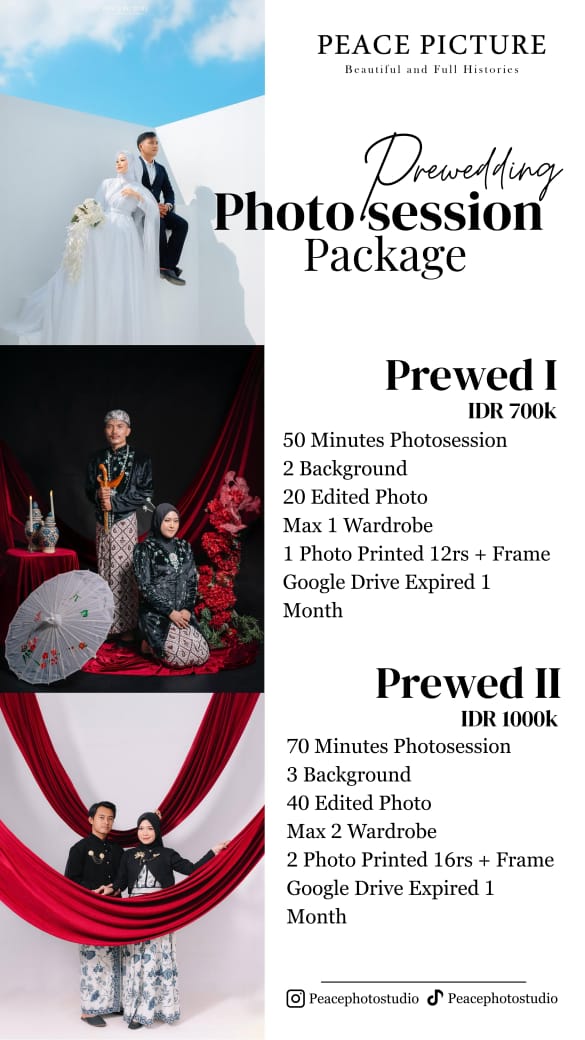 PEACE PICTURE
Beautiful and Full Histories
Prewedding
Photo session
Package
Prewed I
IDR 700k
50 Minutes Photosession
2 Background
20 Edited Photo
Max 1 Wardrobe
1 Photo Printed 12rs + Frame
Google Drive Expired 1
Month
Prewed II
IDR 1000k
70 Minutes Photosession
3 Background
40 Edited Photo
Max 2 Wardrobe
2 Photo Printed 16rs + Frame
Google Drive Expired 1
Month
Peacephotostudio Peacephotostudio